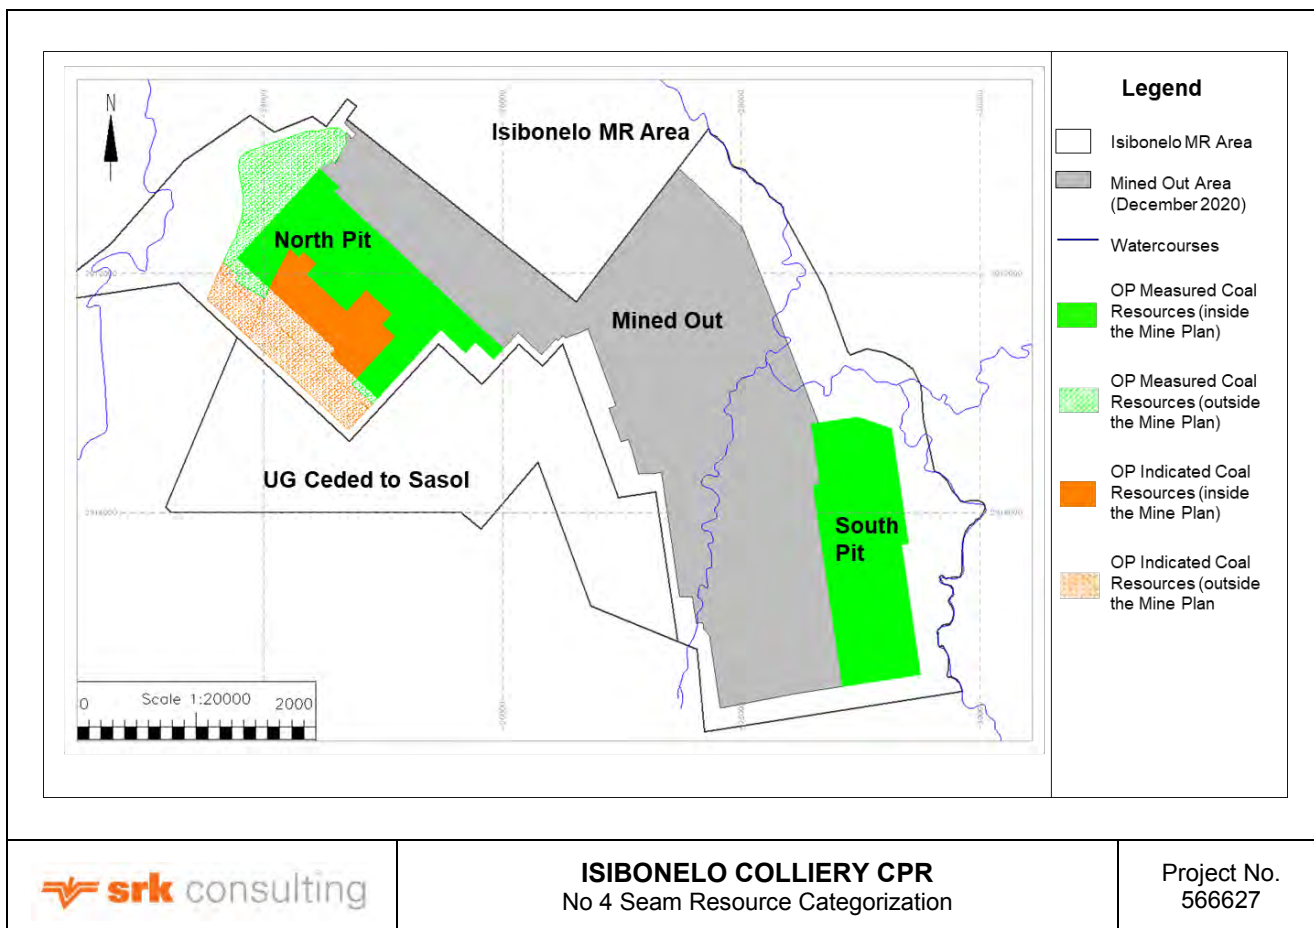 N
Isibonelo MR Area
North Pit
Mined Out
UG Ceded to Sasol
South
Pit
0
Scale 1:20000
2000
Legend
Isibonelo MR Area
Mined Out Area
(December 2020)
Watercourses
OP Measured Coal
Resources (inside
the Mine Plan)
OP Measured Coal
Resources (outside
the Mine Plan)
OP Indicated Coal
Resources (inside
the Mine Plan)
OP Indicated Coal
Resources (outside
the Mine Plan
srk consulting
ISIBONELO COLLIERY CPR
No 4 Seam Resource Categorization
Project No.
566627